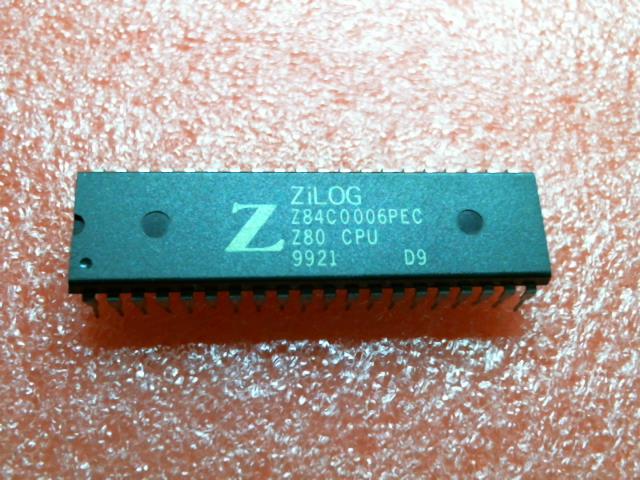 ZiLOG
Z Z84C0006PEC
Z80 CPU
9921 D9